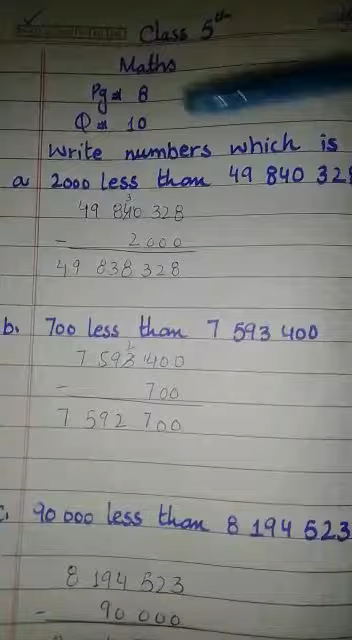 Class 5th
Maths
Pg = 8
Q = 10
Write numbers which is
a 2000 less than 49 840 328
3
49 840 328
- 2000
49 838 328
b. 700 less than 7 593 400
2
7 593 400
- 700
7 592 700
c. 90 000 less than 8 194 523
8 194 523
- 90 000